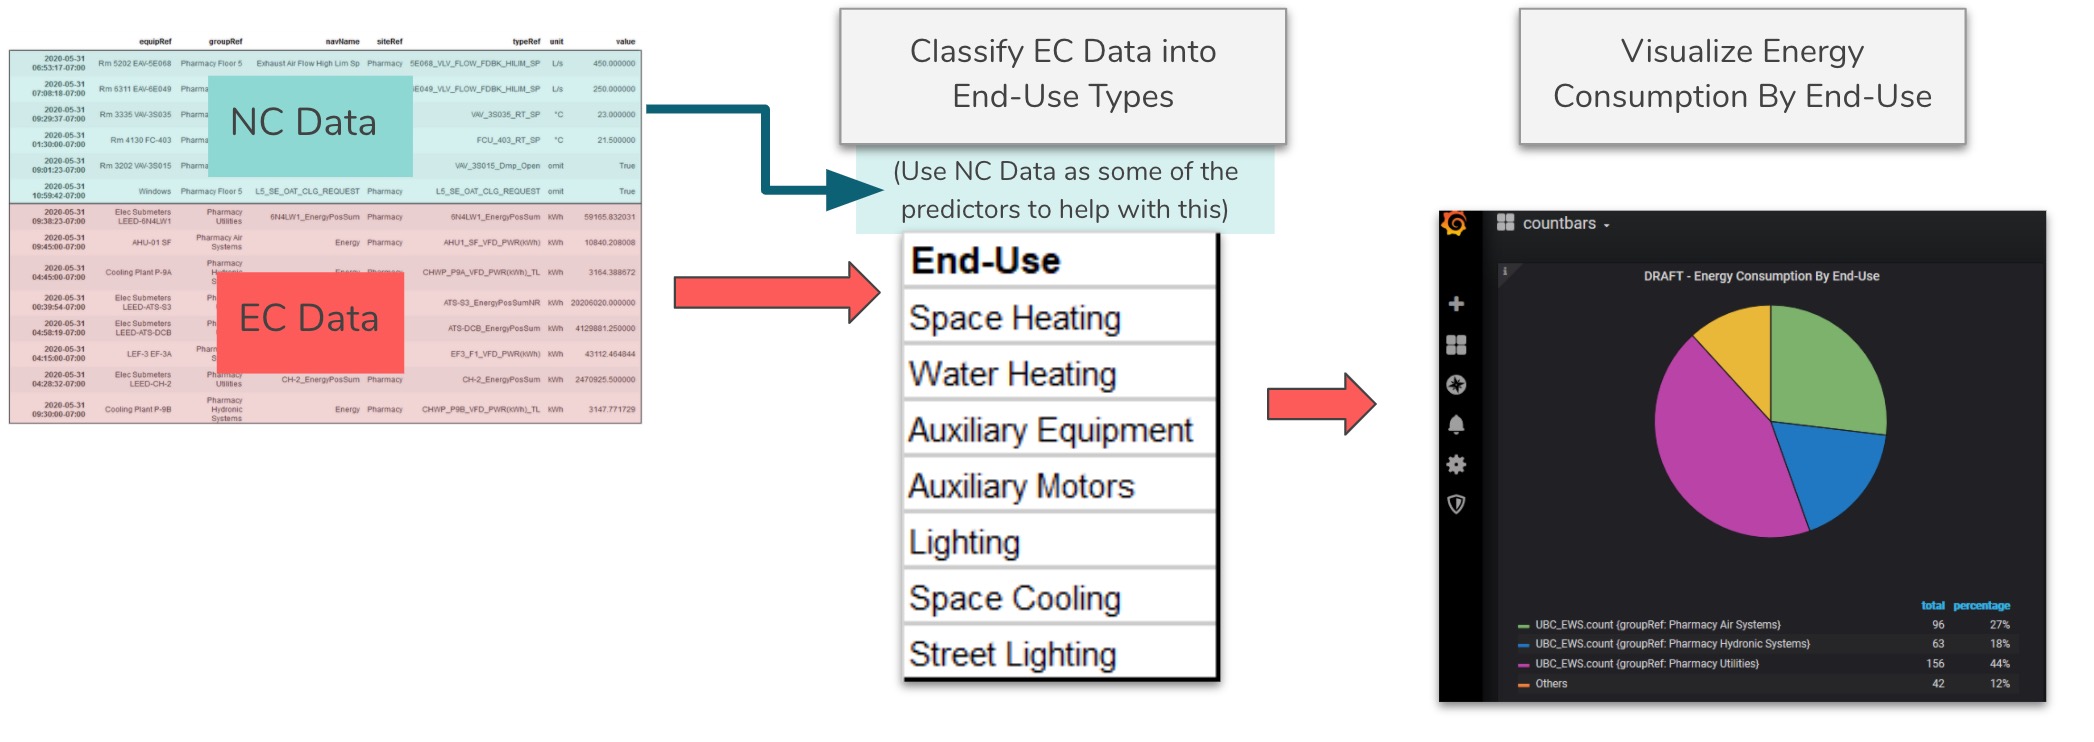 equipRef groupRef navName siteRef typeRef unit value
2020-05-31
06:53:17-07:00 Rm 5202 EAV-5E068 Pharmacy Floor 5 Exhaust Air Flow High Lim Sp Pharmacy 5E068_VLV_FLOW_FDBK_HILIM_SP L/s 450.000000
2020-05-31
07:08:18-07:00 Rm 6311 EAV-6E049 6E049_VLV_FLOW_FDBK_HILIM_SP L/s 250.000000
2020-05-31
09:29:37-07:00 Rm 3335 VAV-3S035 VAV_3S035_RT_SP °C 23.000000
2020-05-31
01:30:00-07:00 Rm 4130 FC-403 FCU_403_RT_SP °C 21.500000
2020-05-31
09:01:23-07:00 Rm 3202 VAV-3S015 VAV_3S015_Dmp_Open omit True
2020-05-31
10:59:42-07:00 Windows Pharmacy Floor 5 L5_SE_OAT_CLG_REQUEST Pharmacy L5_SE_OAT_CLG_REQUEST omit True
NC Data
2020-05-31
09:38:23-07:00 Elec Submeters
LEED-6N4LW1 Pharmacy
Utilities 6N4LW1_EnergyPosSum Pharmacy 6N4LW1_EnergyPosSum kWh 59165.832031
2020-05-31
09:45:00-07:00 AHU-01 SF Pharmacy Air
Systems Energy Pharmacy AHU1_SF_VFD_PWR(kWh) kWh 10840.208008
2020-05-31
04:45:00-07:00 Cooling Plant P-9A Pharmacy
Energy Pharmacy CHWP_P9A_VFD_PWR(kWh)_TL kWh 3164.388672
2020-05-31
00:39:54-07:00 Elec Submeters
LEED-ATS-S3 ATS-S3_EnergyPosSumNR kWh 20206020.000000
2020-05-31
04:58:19-07:00 Elec Submeters
LEED-ATS-DCB ATS-DCB_EnergyPosSum kWh 4129881.250000
2020-05-31
04:15:00-07:00 LEF-3 EF-3A EF3_F1_VFD_PWR(kWh) kWh 43112.464844
2020-05-31
04:28:32-07:00 Elec Submeters
LEED-CH-2 Pharmacy
Utilities CH-2_EnergyPosSum Pharmacy CH-2_EnergyPosSum kWh 2470925.500000
2020-05-31
09:30:00-07:00 Cooling Plant P-9B Pharmacy
Hydronic
Systems Energy Pharmacy CHWP_P9B_VFD_PWR(kWh)_TL kWh 3147.771729
EC Data
Classify EC Data into
End-Use Types
(Use NC Data as some of the
predictors to help with this)
End-Use
Space Heating
Water Heating
Auxiliary Equipment
Auxiliary Motors
Lighting
Space Cooling
Street Lighting
Visualize Energy
Consumption By End-Use
countbars
i
DRAFT - Energy Consumption By End-Use
total percentage
UBC_EWS.count {groupRef: Pharmacy Air Systems} 96 27%
UBC_EWS.count {groupRef: Pharmacy Hydronic Systems} 63 18%
UBC_EWS.count {groupRef: Pharmacy Utilities} 156 44%
Others 42 12%